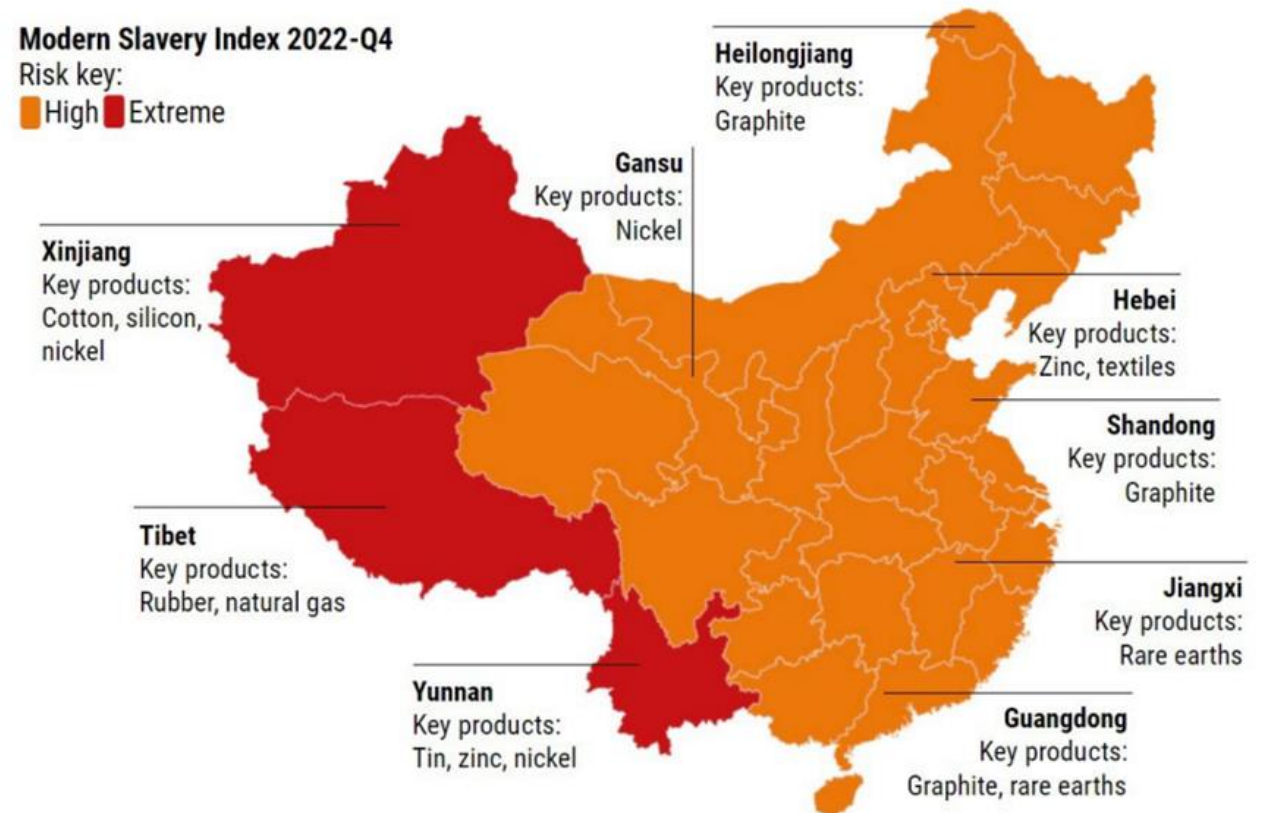 Modern Slavery Index 2022-Q4
Risk key:
High Extreme
Heilongjiang
Key products:
Graphite
Gansu
Key products:
Nickel
Xinjiang
Key products:
Cotton, silicon,
nickel
Hebei
Key products:
Zinc, textiles
Shandong
Key products:
Graphite
Tibet
Key products:
Rubber, natural gas
Jiangxi
Key products:
Rare earths
Yunnan
Key products:
Tin, zinc, nickel
Guangdong
Key products:
Graphite, rare earths